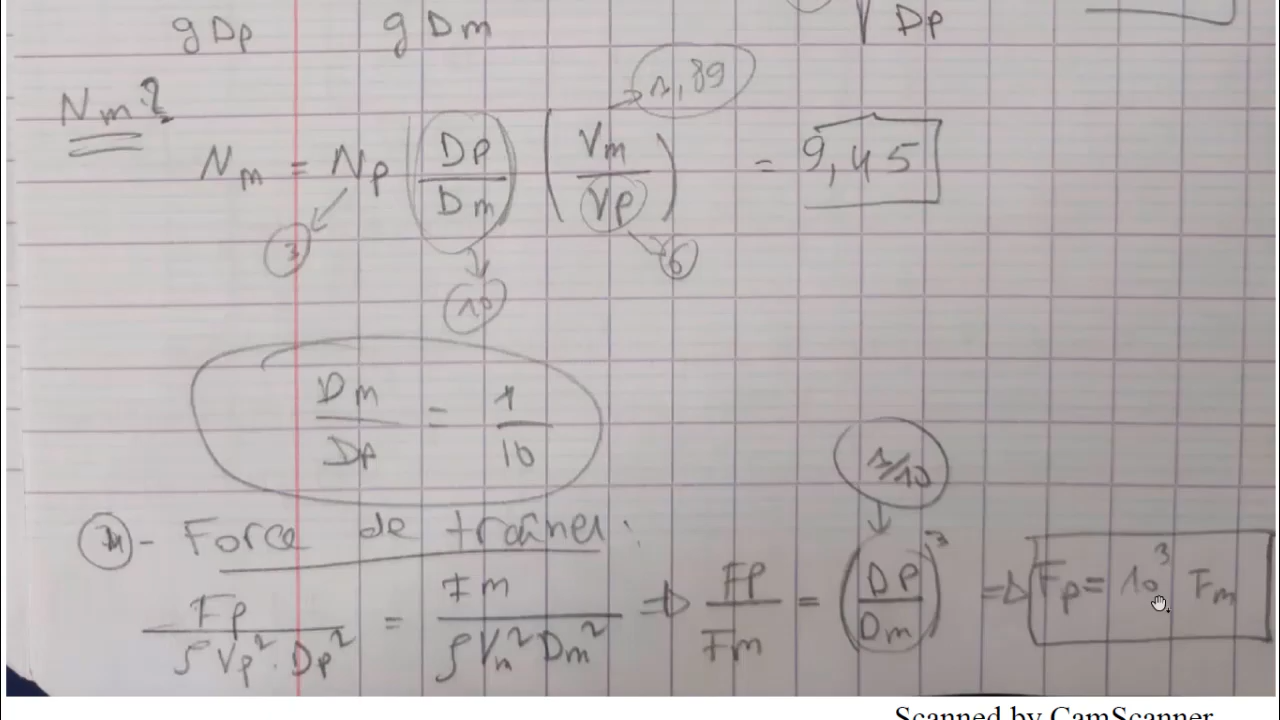 g Dp g Dm √ Dp
Nm ?
→ 1,89
Nm = Np (Dp/Dm) (Vm/Vp) = 9,45
3 6
10
Dm/Dp = 1/10
1/10
- Force de traînée :
Fp/(ρ Vp² . Dp²) = Fm/(ρ Vm² Dm²) ⇒ Fp/Fm = (Dp/Dm)³ ⇒ Fp = 10³ Fm
Scanned by CamScanner